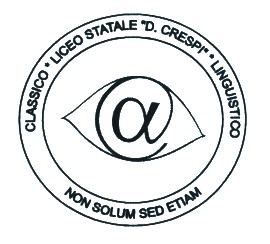 CLASSICO * LICEO STATALE "D. CRESPI" * LINGUISTICO
@
NON SOLUM SED ETIAM